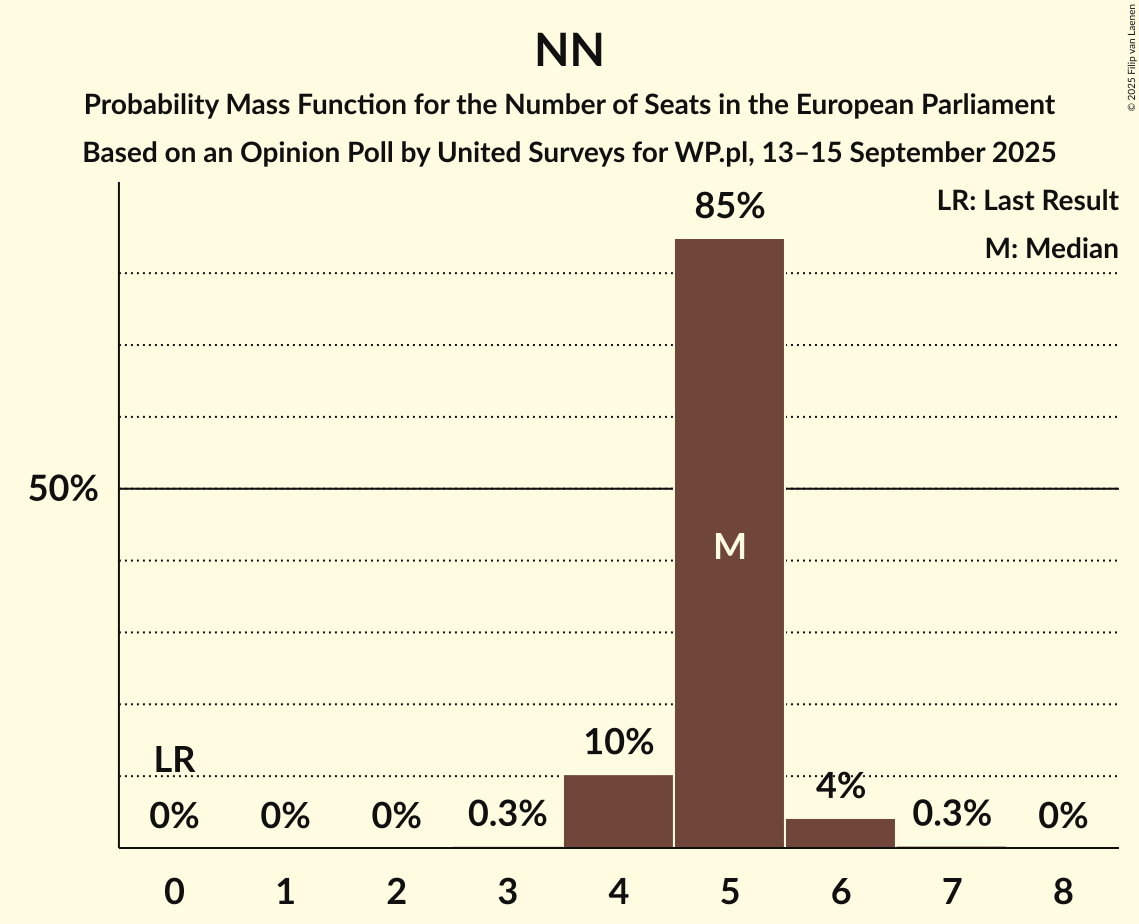 NN
Probability Mass Function for the Number of Seats in the European Parliament
Based on an Opinion Poll by United Surveys for WP.pl, 13–15 September 2025
© 2025 Filip van Laenen
LR: Last Result
M: Median
85%
50%
M
LR
10%
4%
0% 0% 0% 0.3% 0.3% 0%
0 1 2 3 4 5 6 7 8